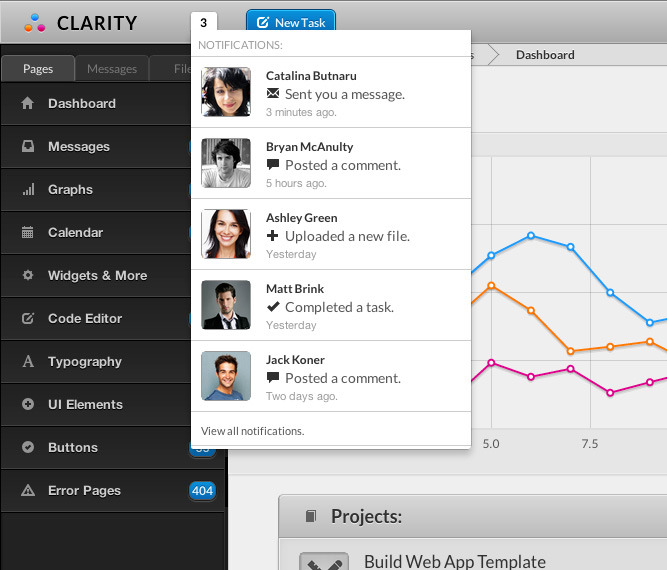 CLARITY
3
New Task
Dashboard
Pages
Messages
NOTIFICATIONS:
Catalina Butnaru
Sent you a message.
3 minutes ago.
Bryan McAnulty
Posted a comment.
5 hours ago.
Ashley Green
Uploaded a new file.
Yesterday
Matt Brink
Completed a task.
Yesterday
Jack Koner
Posted a comment.
Two days ago.
View all notifications.
Dashboard
Messages
Graphs
Calendar
Widgets & More
Code Editor
Typography
UI Elements
Buttons
Error Pages
404
5.0
7.5
Projects:
Build Web App Template